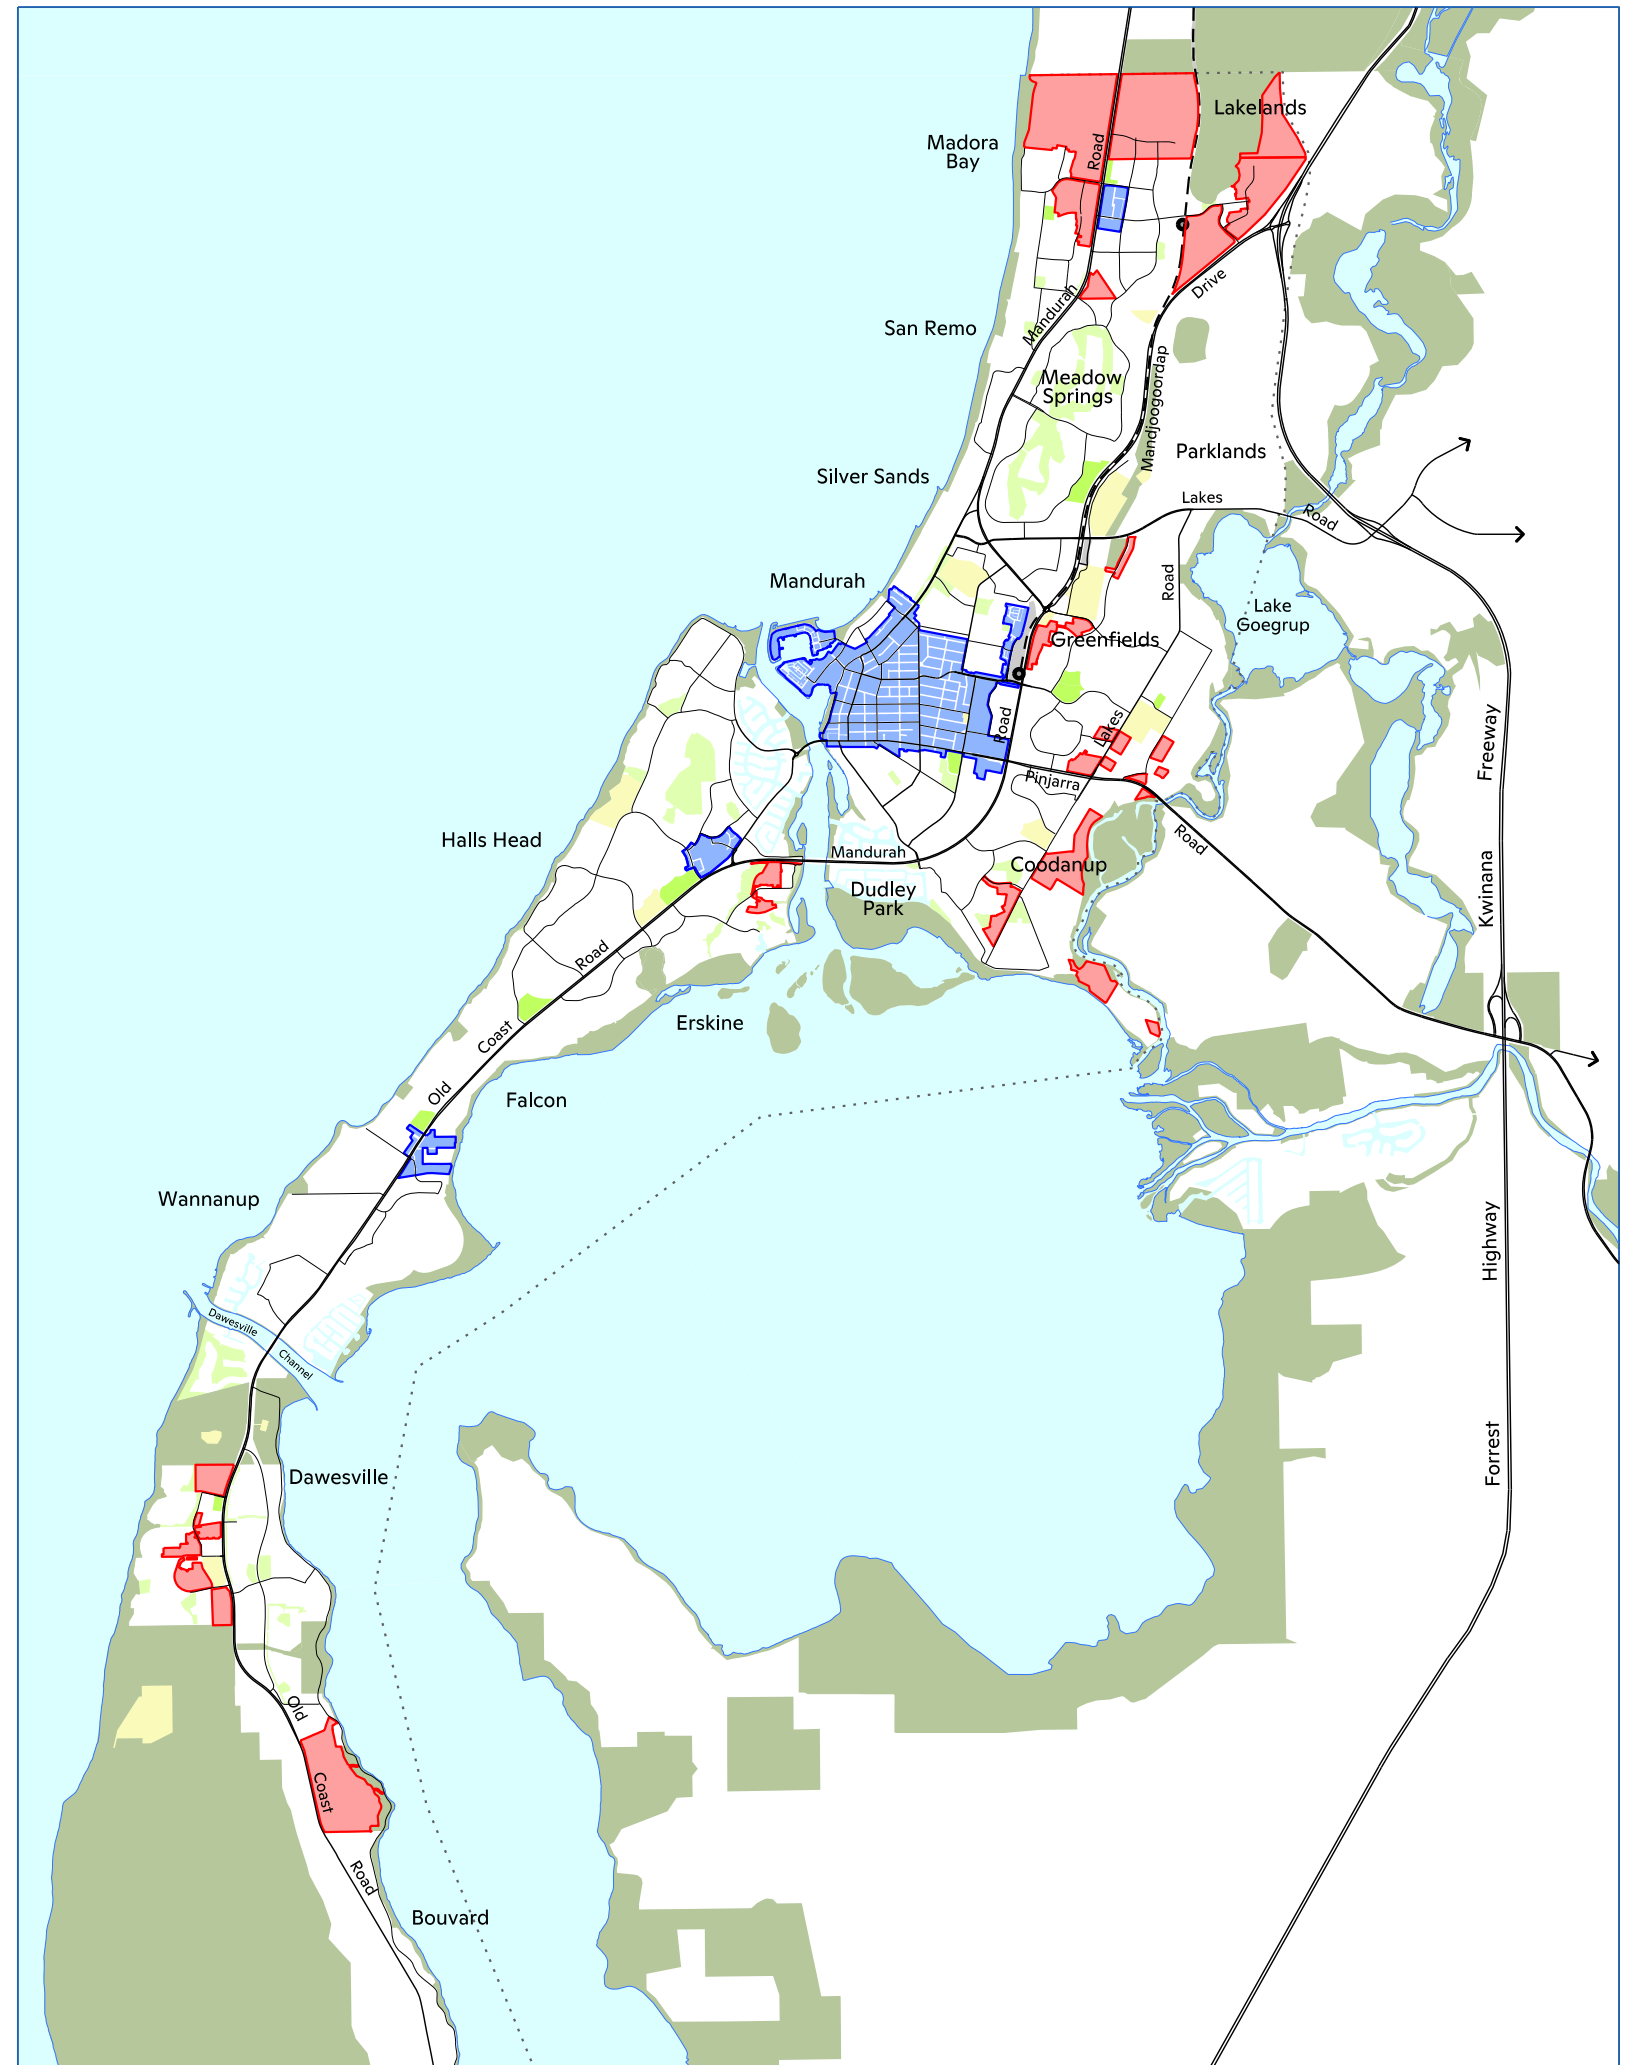 Lakelands
Madora
Bay
Road
Drive
Mandurah
San Remo
Meadow
Springs
Mandjoogoordap
Parklands
Silver Sands
Lakes
Road
Mandurah
Road
Lake
Goegrup
Greenfields
Road
Lakes
Freeway
Pinjarra
Road
Halls Head
Mandurah
Coodanup
Dudley
Park
Kwinana
Road
Coast
Erskine
Old
Falcon
Wannanup
Highway
Dawesville
Channel
Forrest
Dawesville
Old
Coast
Road
Bouvard